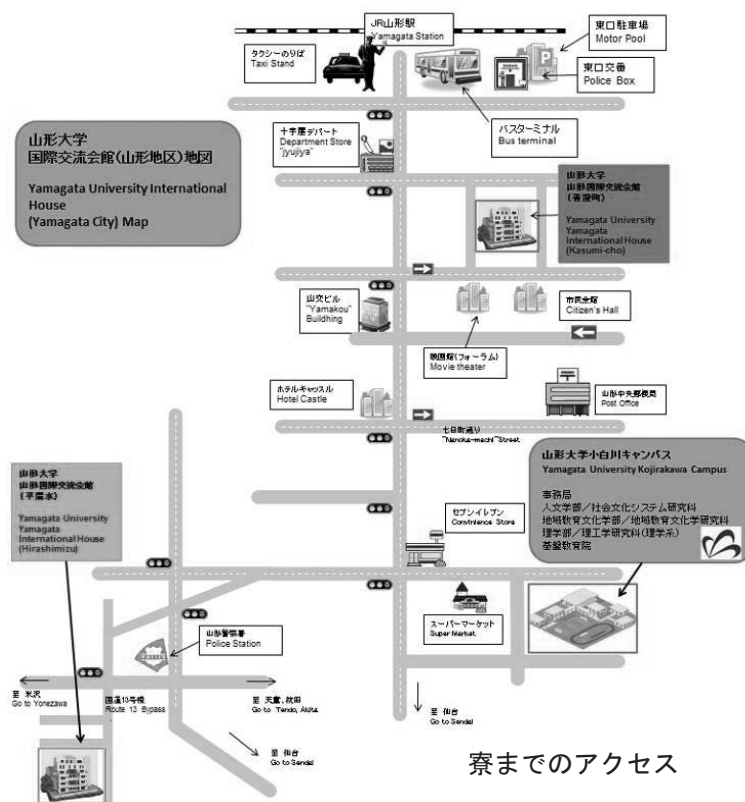 JR山形駅
Yamagata Station
タクシーのりば
Taxi Stand
東口駐車場
Motor Pool
東口交番
Police Box
バスターミナル
Bus terminal
山形大学
国際交流会館(山形地区)地図
Yamagata University International
House
(Yamagata City) Map
十字屋デパート
Department Store
"jyujiya"
山形大学
山形国際交流会館
(香澄町)
Yamagata University
Yamagata
International House
(Kasumi-cho)
山交ビル
"Yamakou"
Buildhing
市民会館
Citizen's Hall
映画館(フォーラム)
Movie theater
ホテルキャッスル
Hotel Castle
山形中央郵便局
Post Office
七日町通り
"Nanoka-machi" Street
山形大学小白川キャンパス
Yamagata University Kojirakawa Campus
事務局
人文学部/社会文化システム研究科
地域教育文化学部/地域教育文化学研究科
理学部/理工学研究科(理学系)
基盤教育院
山形大学
山形国際交流会館
(平清水)
Yamagata University
Yamagata
International House
(Hirashimizu)
セブンイレブン
Convinience Store
スーパーマーケット
Super Market
山形警察署
Police Station
POLICE
至 米沢
Go to Yonezawa
国道13号線
Route 13 Bypass
至 天童、秋田
Go to Tendo, Akita
至 仙台
Go to Sendai
至 仙台
Go to Sendai
寮までのアクセス